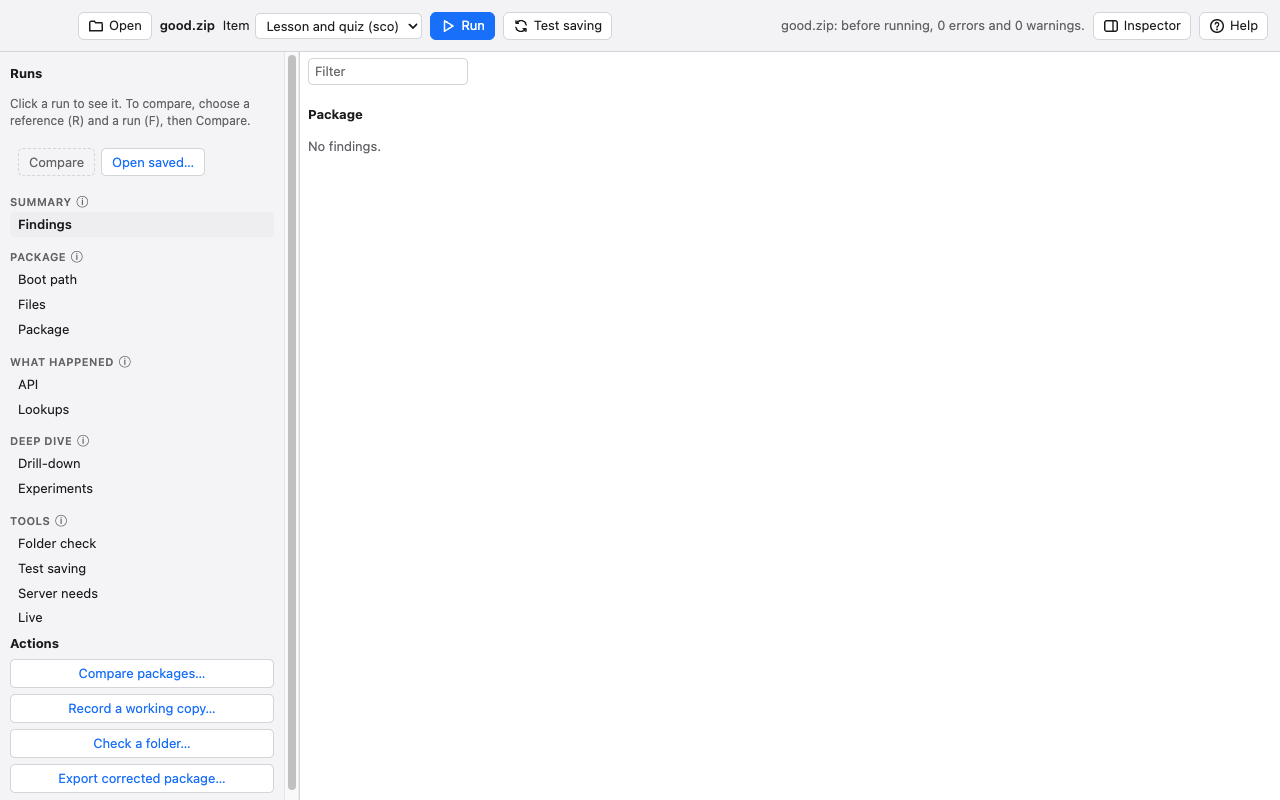 Open
good.zip
Item
Lesson and quiz (sco)
Run
Test saving
good.zip: before running, 0 errors and 0 warnings.
Inspector
Help
Runs
Click a run to see it. To compare, choose a
reference (R) and a run (F), then Compare.
Compare
Open saved...
SUMMARY
Findings
PACKAGE
Boot path
Files
Package
WHAT HAPPENED
API
Lookups
DEEP DIVE
Drill-down
Experiments
TOOLS
Folder check
Test saving
Server needs
Live
Actions
Compare packages...
Record a working copy...
Check a folder...
Export corrected package...
Filter
Package
No findings.